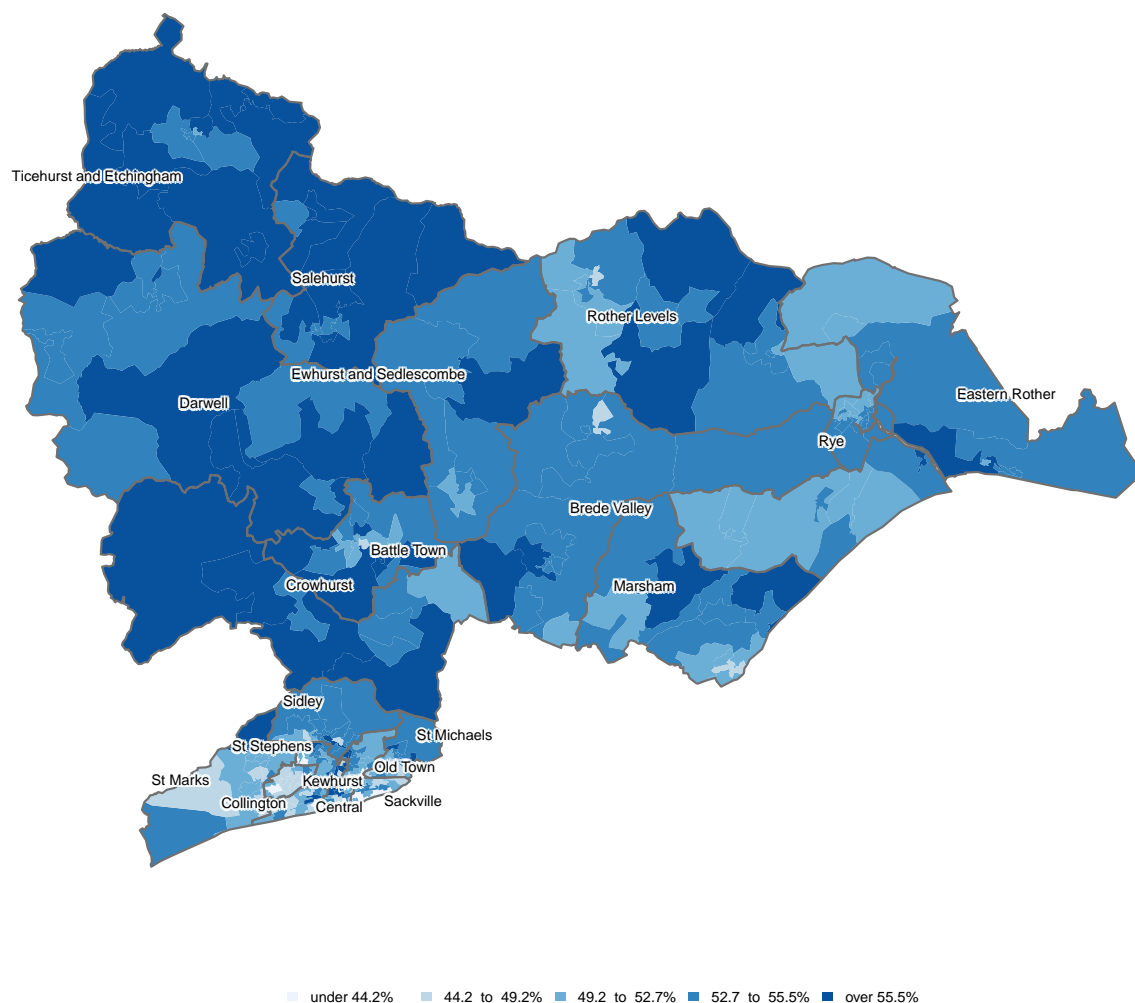 Ticehurst and Etchingham
Salehurst
Rother Levels
Ewhurst and Sedlescombe
Eastern Rother
Darwell
Rye
Brede Valley
Battle Town
Crowhurst
Marsham
Sidley
St Michaels
St Stephens
Old Town
St Marks
Kewhurst
Collington
Central
Sackville
under 44.2% 44.2 to 49.2% 49.2 to 52.7% 52.7 to 55.5% over 55.5%